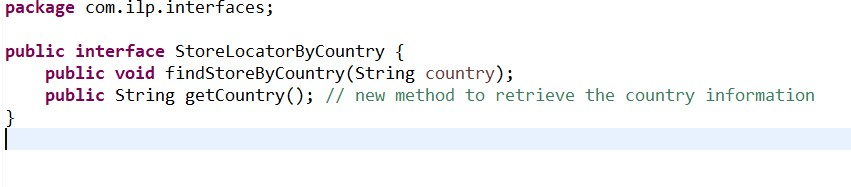 package com.ilp.interfaces;
public interface StoreLocatorByCountry {
public void findStoreByCountry(String country);
public String getCountry(); // new method to retrieve the country information
}